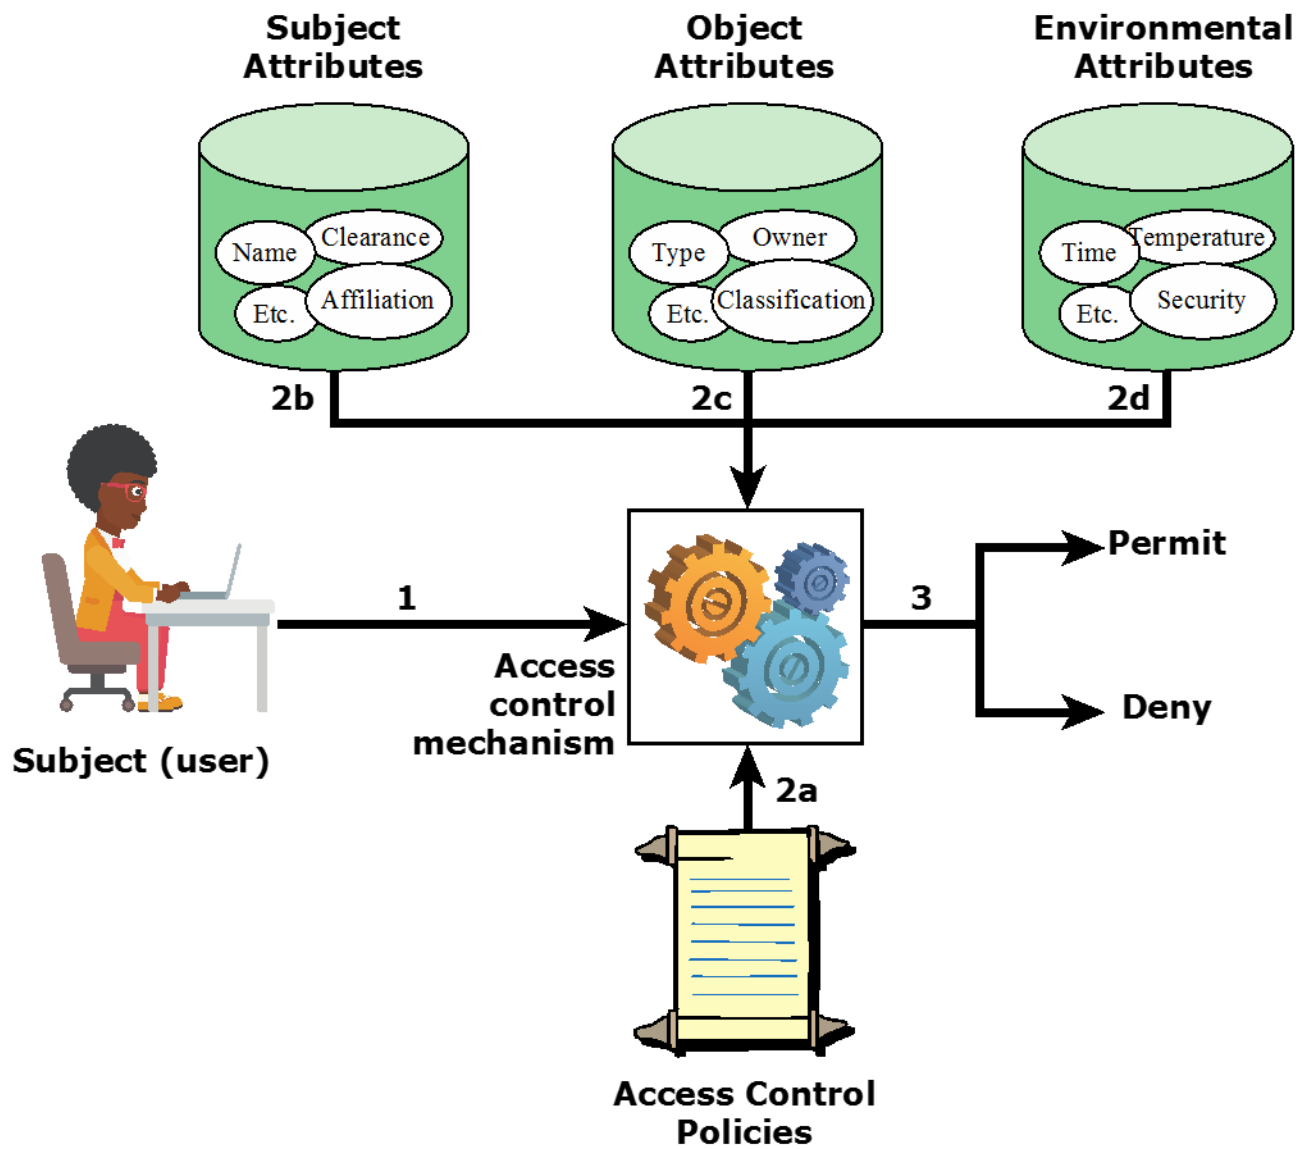 Subject
Attributes
Object
Attributes
Environmental
Attributes
Name
Clearance
Etc.
Affiliation
Type
Owner
Etc.
Classification
Time
Temperature
Etc.
Security
2b
2c
2d
1
3
Permit
Deny
Access
control
mechanism
Subject (user)
2a
Access Control
Policies